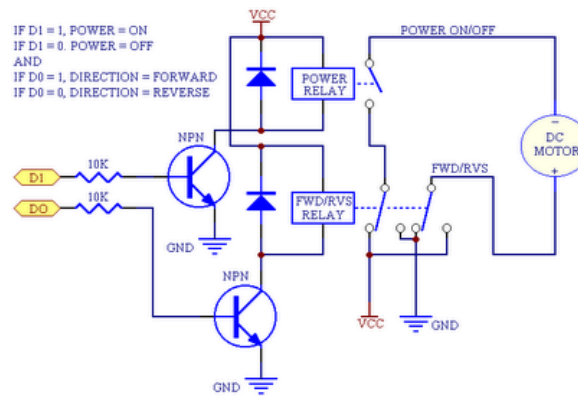 IF D1 = 1, POWER = ON
IF D1 = 0. POWER = OFF
AND
IF D0 = 1, DIRECTION = FORWARD
IF D0 = 0, DIRECTION = REVERSE
VCC
POWER ON/OFF
POWER
RELAY
NPN
DC
MOTOR
−
+
D1
10K
FWD/RVS
D0
10K
FWD/RVS
RELAY
GND
NPN
VCC
GND
GND